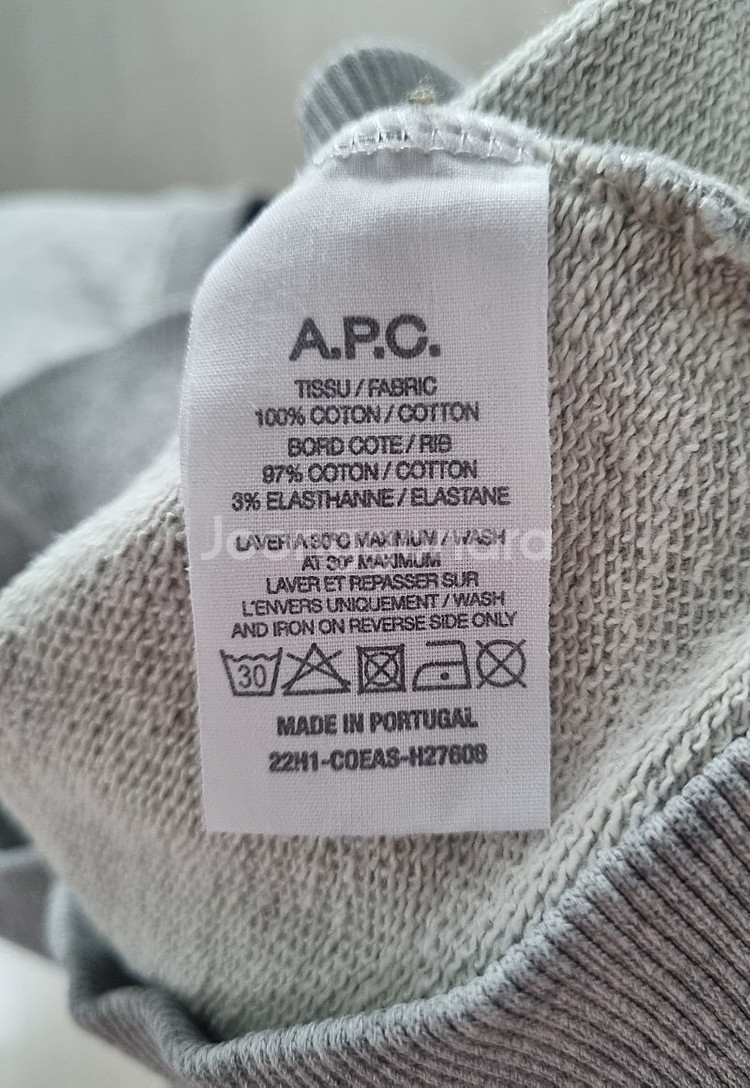 A.P.C.
TISSU / FABRIC
100% COTON / COTTON
BORD COTE / RIB
97% COTON / COTTON
3% ELASTHANNE / ELASTANE
LAVER A 30°C MAXIMUM / WASH
AT 30° MAXIMUM
LAVER ET REPASSER SUR
L'ENVERS UNIQUEMENT / WASH
AND IRON ON REVERSE SIDE ONLY
30
MADE IN PORTUGAL
22H1-COEAS-H27608